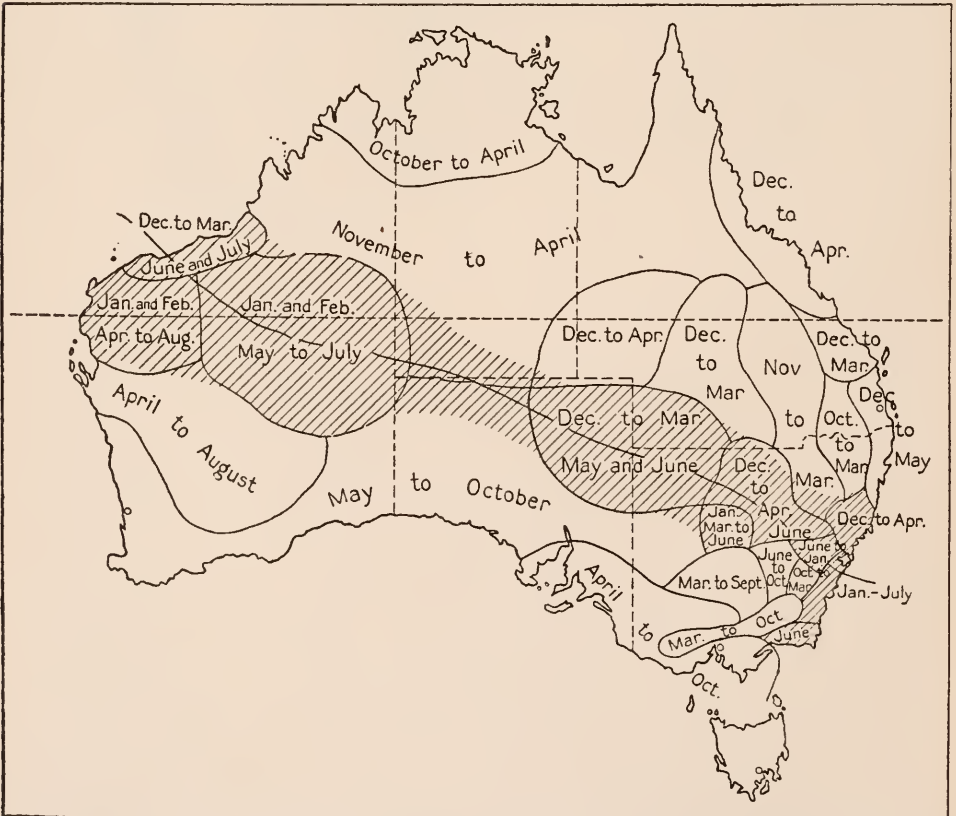 October to April
Dec.
to
Apr.
Dec. to Mar.
June and July
November to April
Jan. and Feb.
Apr. to Aug.
Jan. and Feb.
May to July
Dec. to Apr.
Dec.
to
Mar
Nov
to
Mar.
Dec. to
Mar.
Dec
to
May
Oct.
to
Mar
April
to
August
Dec. to Mar
May and June
May to October
Dec.
to
Apr.
June
Jan.
Mar. to
June
Dec. to Apr.
June
to
Oct
June to
Jan.
Oct to
Mar
Jan.-July
Mar. to Sept.
April
to
Oct.
Mar. to Oct
June